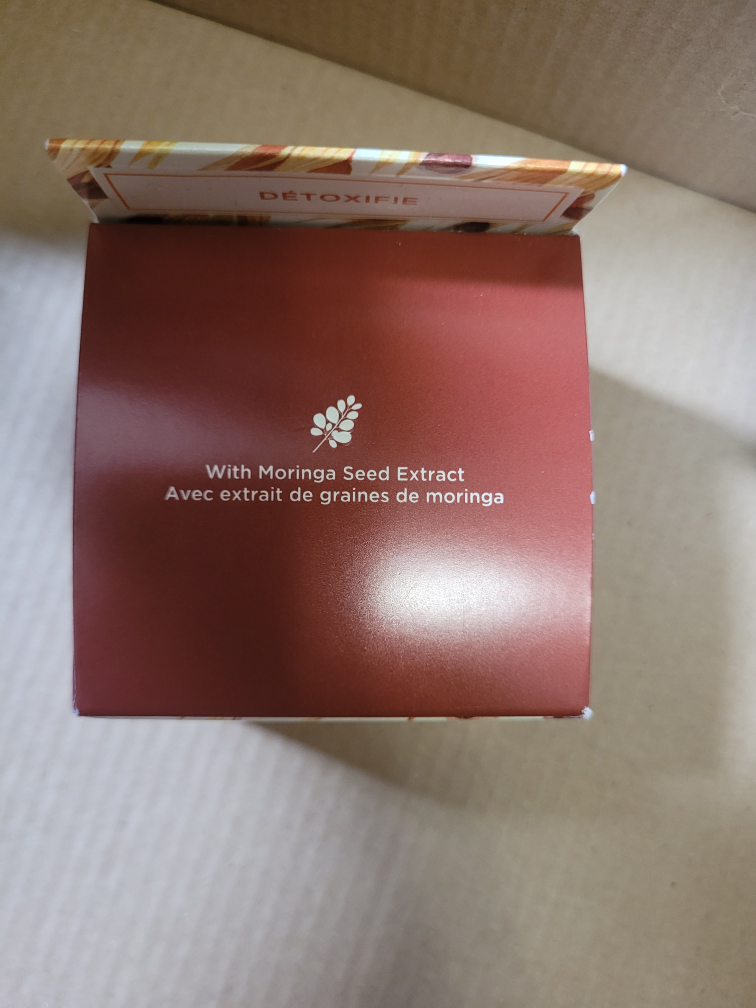 DÉTOXIFIE
With Moringa Seed Extract
Avec extrait de graines de moringa